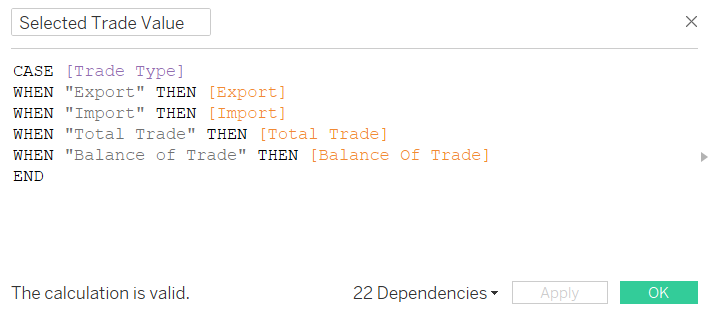 Selected Trade Value
CASE [Trade Type]
WHEN "Export" THEN [Export]
WHEN "Import" THEN [Import]
WHEN "Total Trade" THEN [Total Trade]
WHEN "Balance of Trade" THEN [Balance Of Trade]
END
The calculation is valid. 22 Dependencies Apply OK